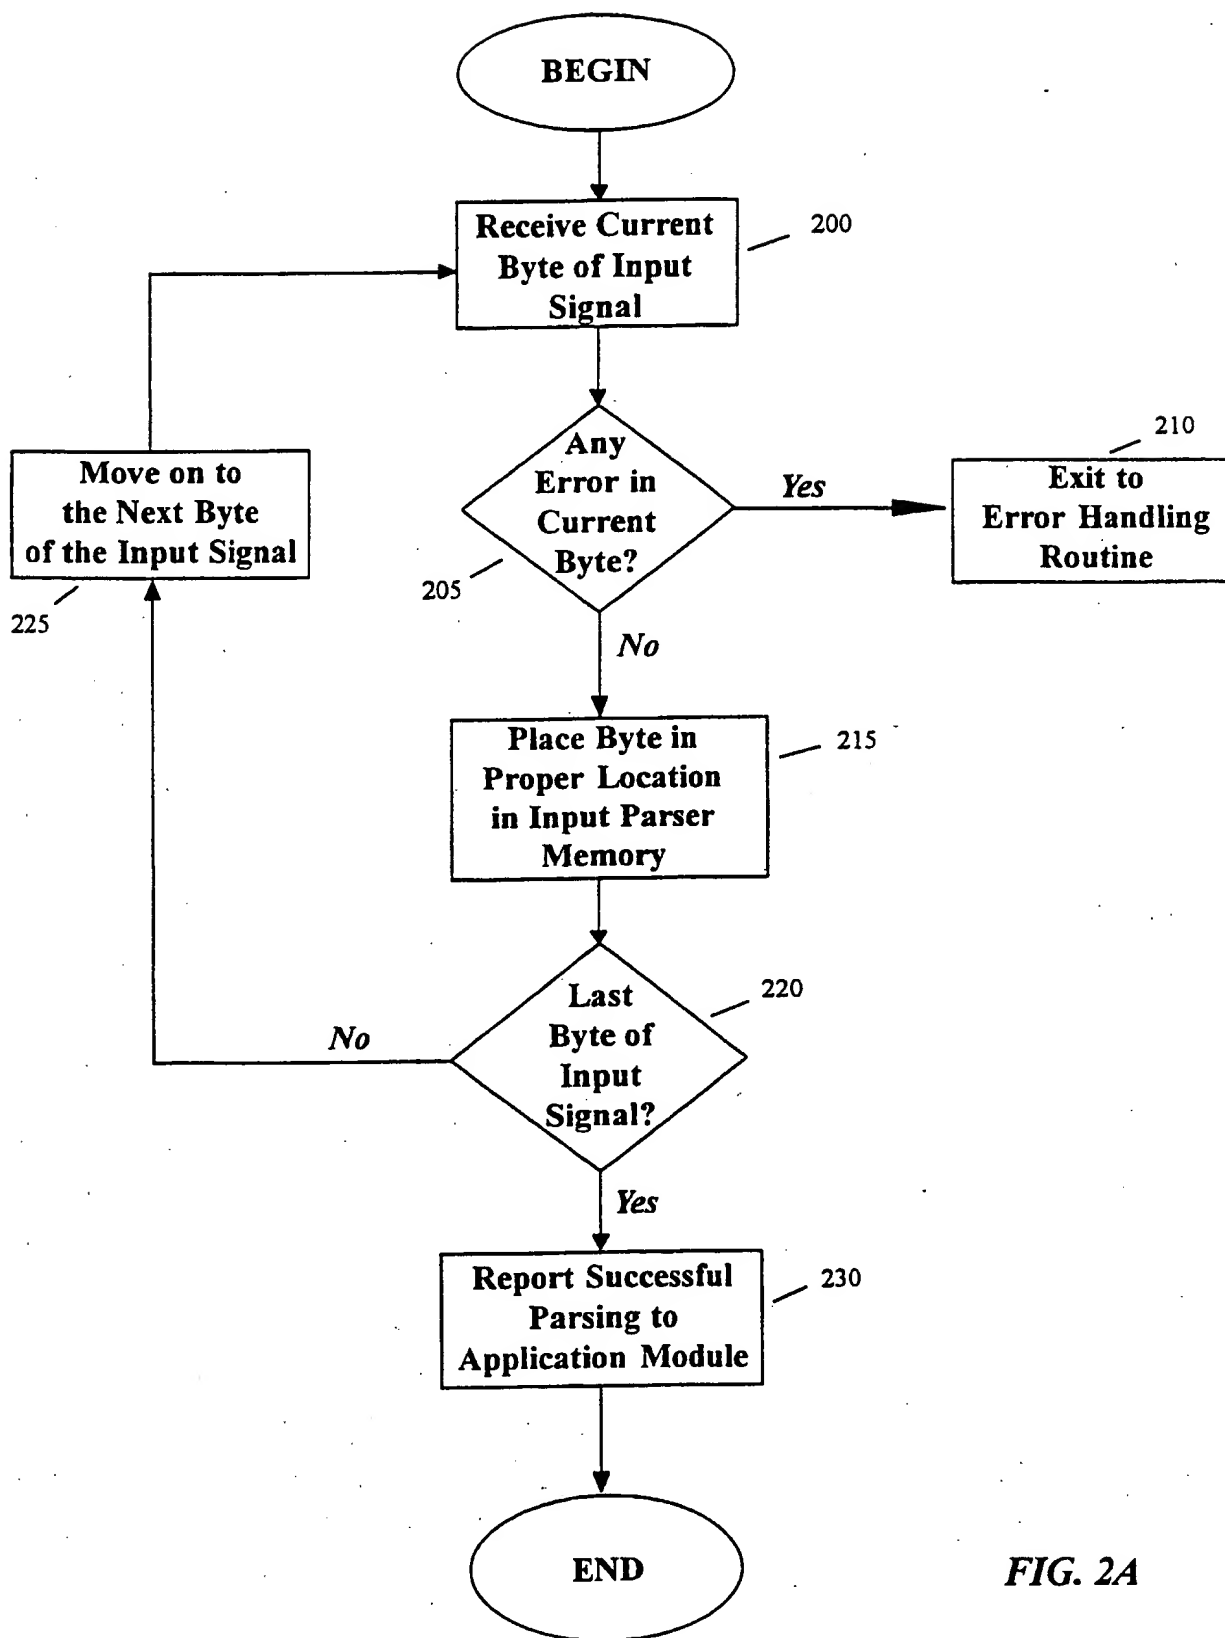 BEGIN
Receive Current
Byte of Input
Signal
200
Any
Error in
Current
Byte?
205
Yes
210
Exit to
Error Handling
Routine
Move on to
the Next Byte
of the Input Signal
225
No
Place Byte in
Proper Location
in Input Parser
Memory
215
Last
Byte of
Input
Signal?
220
No
Yes
Report Successful
Parsing to
Application Module
230
END
FIG. 2A